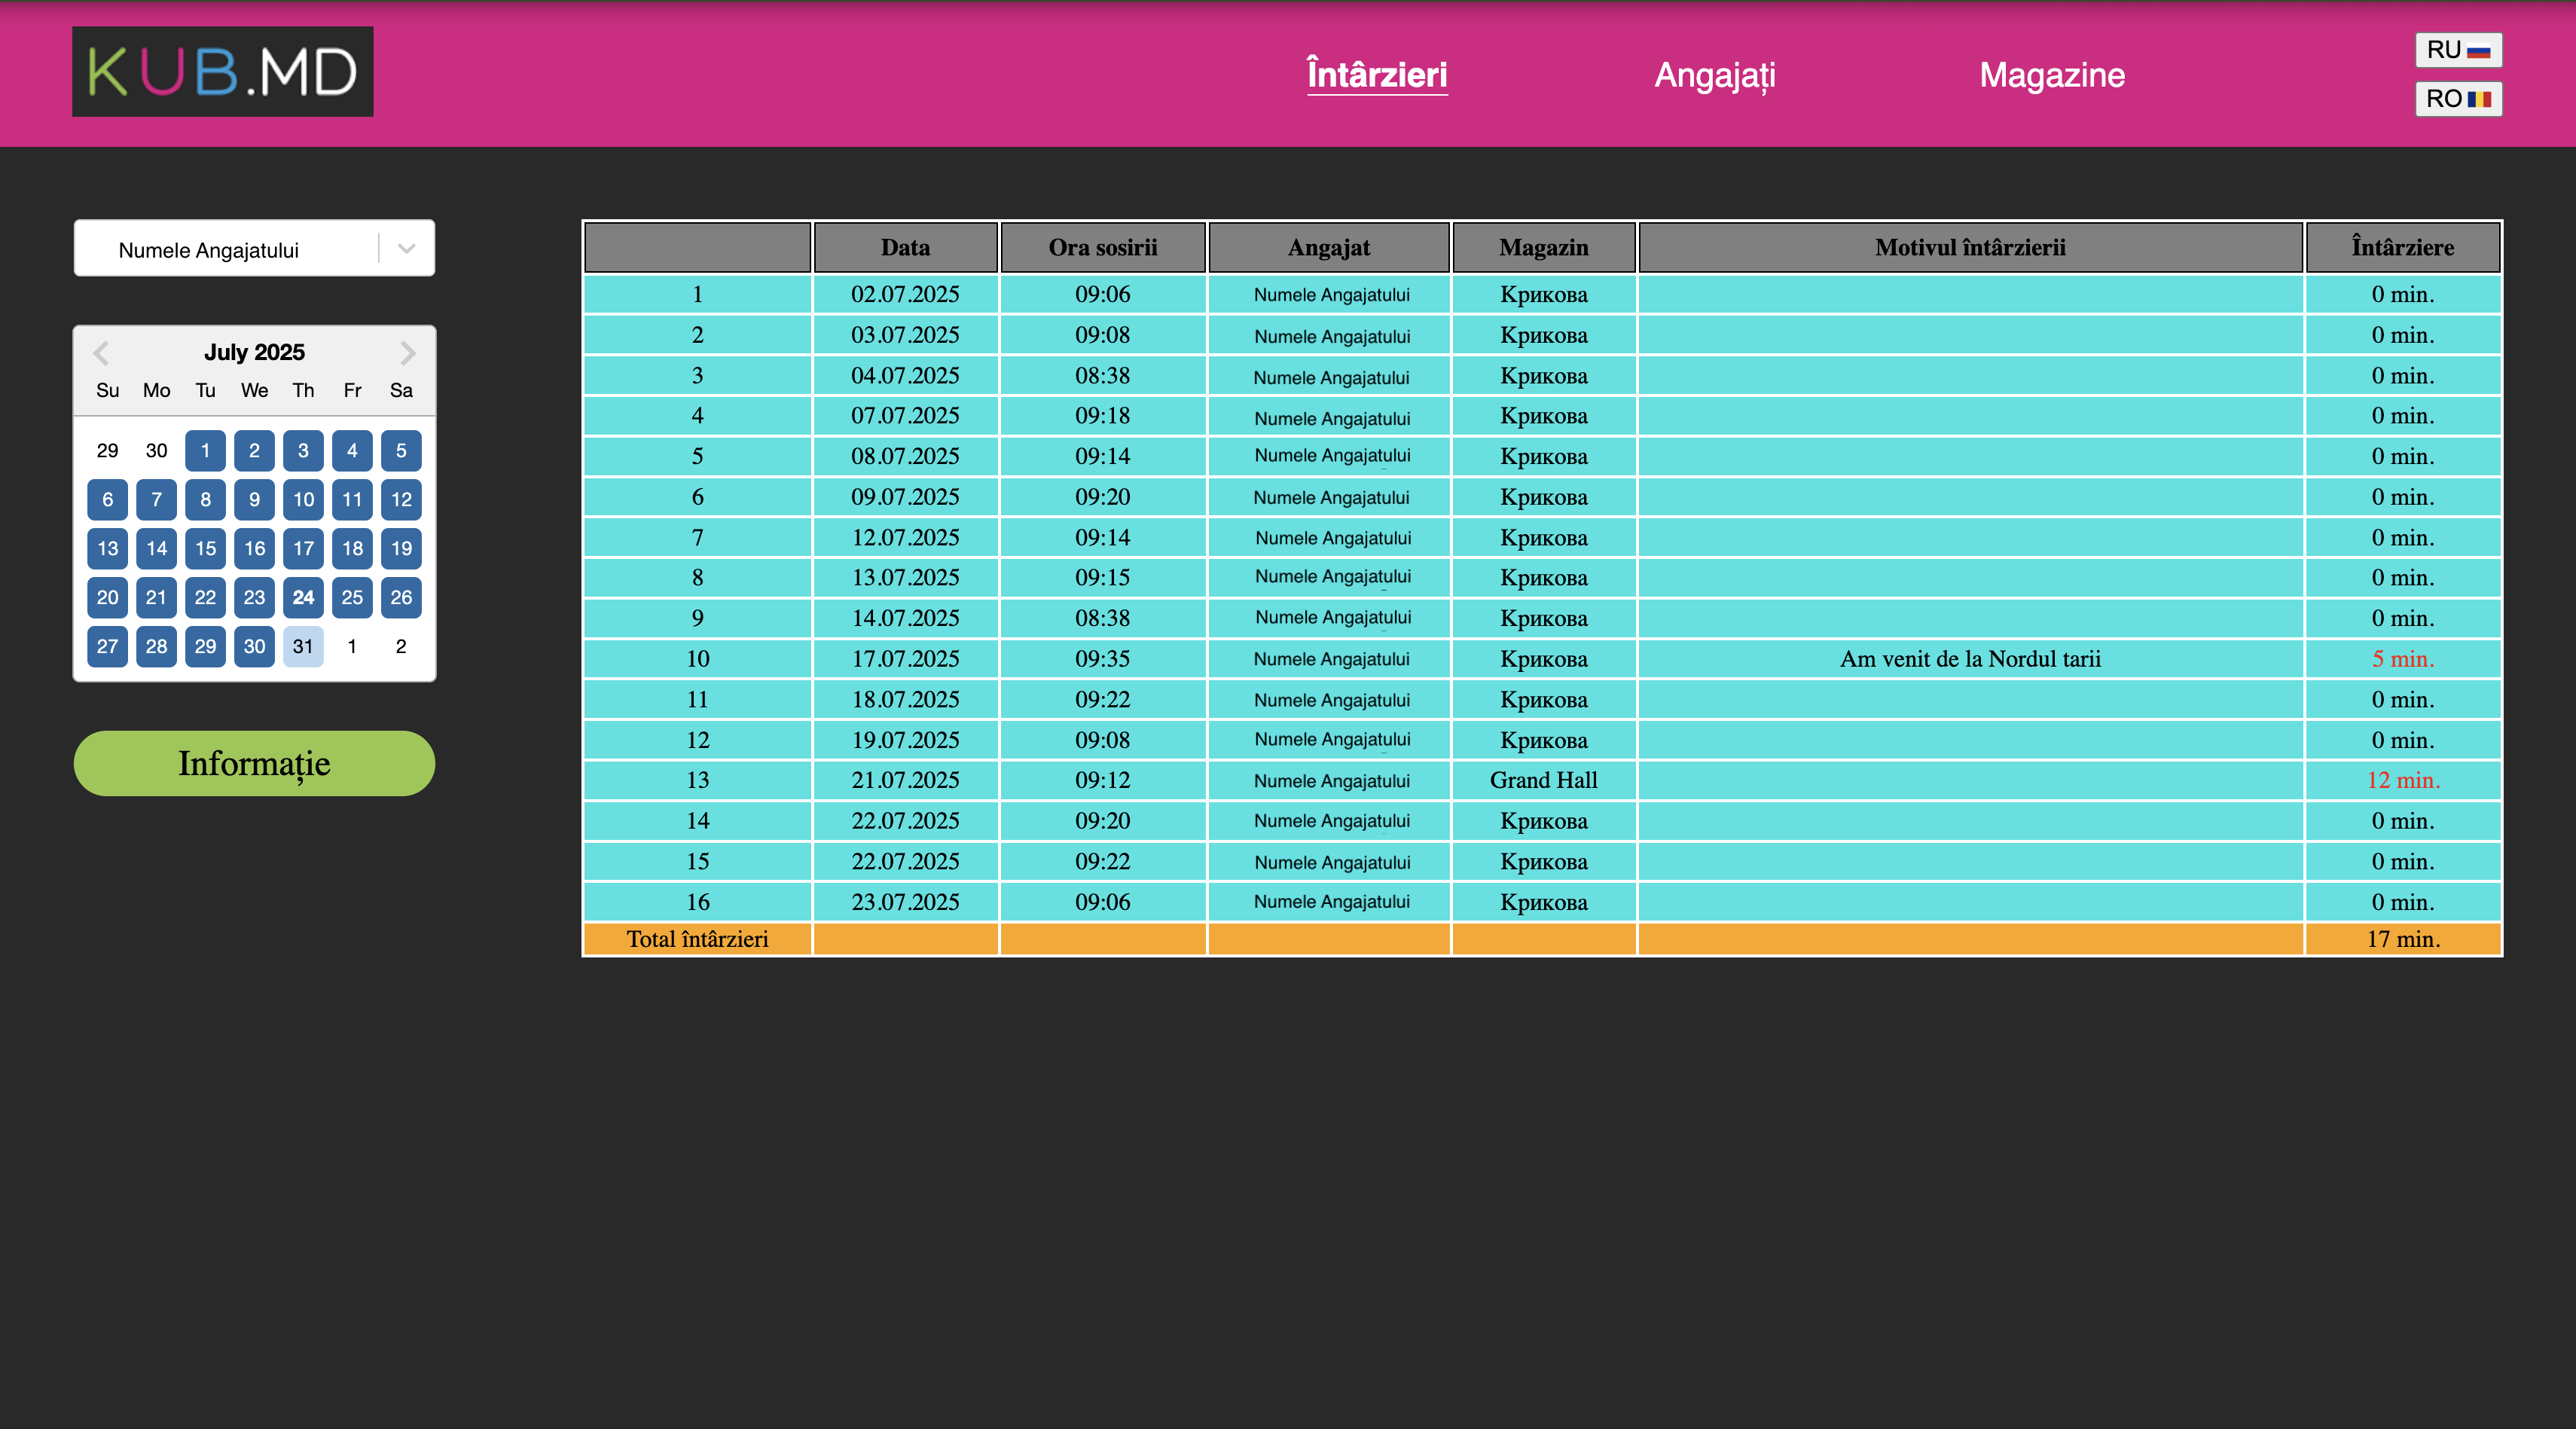 KUB.MD
Întârzieri Angajați Magazine
RU
RO
Numele Angajatului
July 2025
Su Mo Tu We Th Fr Sa
29 30 1 2 3 4 5
6 7 8 9 10 11 12
13 14 15 16 17 18 19
20 21 22 23 24 25 26
27 28 29 30 31 1 2
Informație
Data Ora sosirii Angajat Magazin Motivul întârzierii Întârziere
1 02.07.2025 09:06 Numele Angajatului Крикова 0 min.
2 03.07.2025 09:08 Numele Angajatului Крикова 0 min.
3 04.07.2025 08:38 Numele Angajatului Крикова 0 min.
4 07.07.2025 09:18 Numele Angajatului Крикова 0 min.
5 08.07.2025 09:14 Numele Angajatului Крикова 0 min.
6 09.07.2025 09:20 Numele Angajatului Крикова 0 min.
7 12.07.2025 09:14 Numele Angajatului Крикова 0 min.
8 13.07.2025 09:15 Numele Angajatului Крикова 0 min.
9 14.07.2025 08:38 Numele Angajatului Крикова 0 min.
10 17.07.2025 09:35 Numele Angajatului Крикова Am venit de la Nordul tarii 5 min.
11 18.07.2025 09:22 Numele Angajatului Крикова 0 min.
12 19.07.2025 09:08 Numele Angajatului Крикова 0 min.
13 21.07.2025 09:12 Numele Angajatului Grand Hall 12 min.
14 22.07.2025 09:20 Numele Angajatului Крикова 0 min.
15 22.07.2025 09:22 Numele Angajatului Крикова 0 min.
16 23.07.2025 09:06 Numele Angajatului Крикова 0 min.
Total întârzieri 17 min.